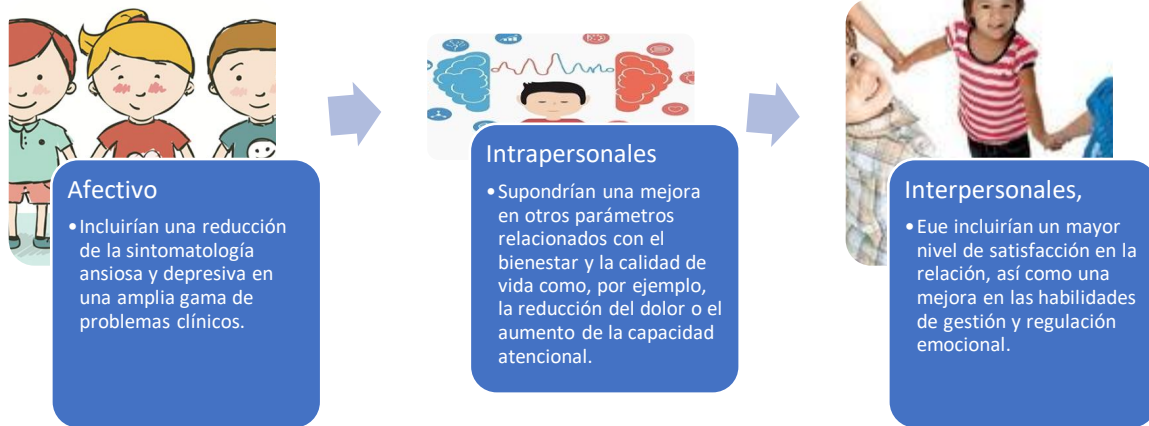 Afectivo
•Incluirían una reducción
de la sintomatología
ansiosa y depresiva en
una amplia gama de
problemas clínicos.
Intrapersonales
•Supondrían una mejora
en otros parámetros
relacionados con el
bienestar y la calidad de
vida como, por ejemplo,
la reducción del dolor o el
aumento de la capacidad
atencional.
Interpersonales,
•Eue incluirían un mayor
nivel de satisfacción en la
relación, así como una
mejora en las habilidades
de gestión y regulación
emocional.